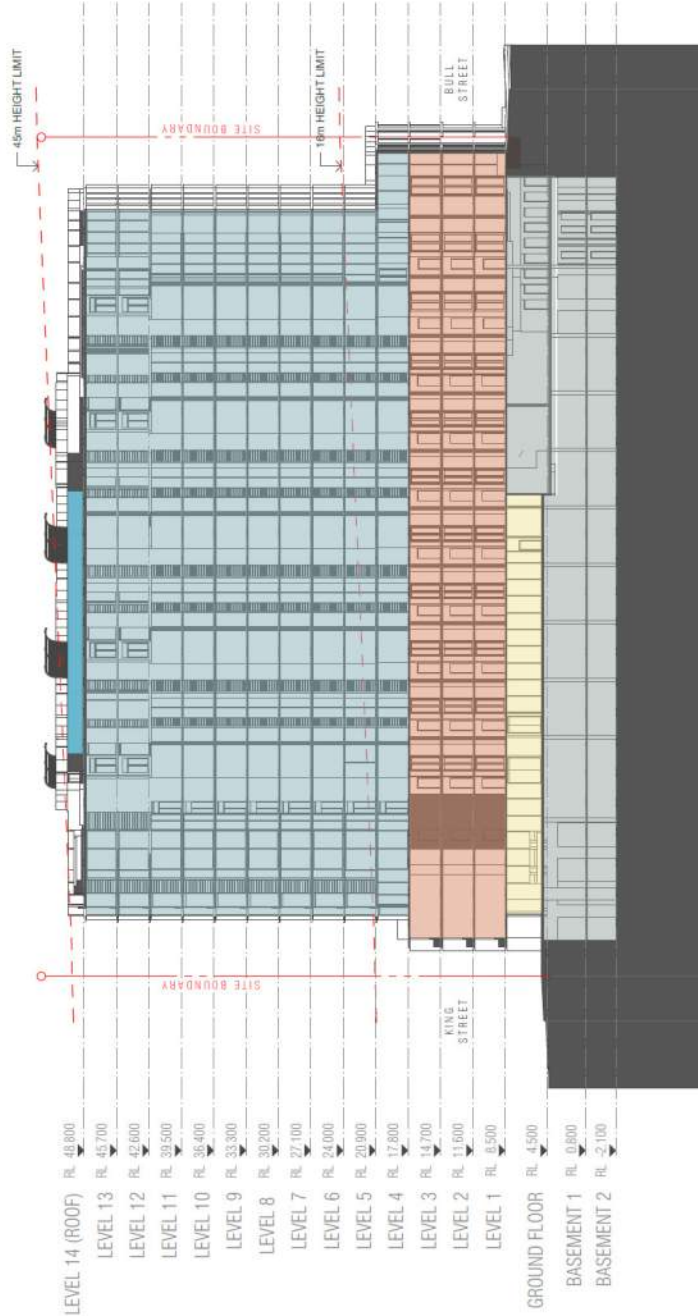 45m HEIGHT LIMIT
SITE BOUNDARY
16m HEIGHT LIMIT
BULL
STREET
SITE BOUNDARY
KING
STREET
LEVEL 14 (ROOF) RL 48.800
LEVEL 13 RL 45.700
LEVEL 12 RL 42.600
LEVEL 11 RL 39.500
LEVEL 10 RL 36.400
LEVEL 9 RL 33.300
LEVEL 8 RL 30.200
LEVEL 7 RL 27.100
LEVEL 6 RL 24.000
LEVEL 5 RL 20.900
LEVEL 4 RL 17.800
LEVEL 3 RL 14.700
LEVEL 2 RL 11.600
LEVEL 1 RL 8.500
GROUND FLOOR RL 4.500
BASEMENT 1 RL 0.800
BASEMENT 2 RL -2.100